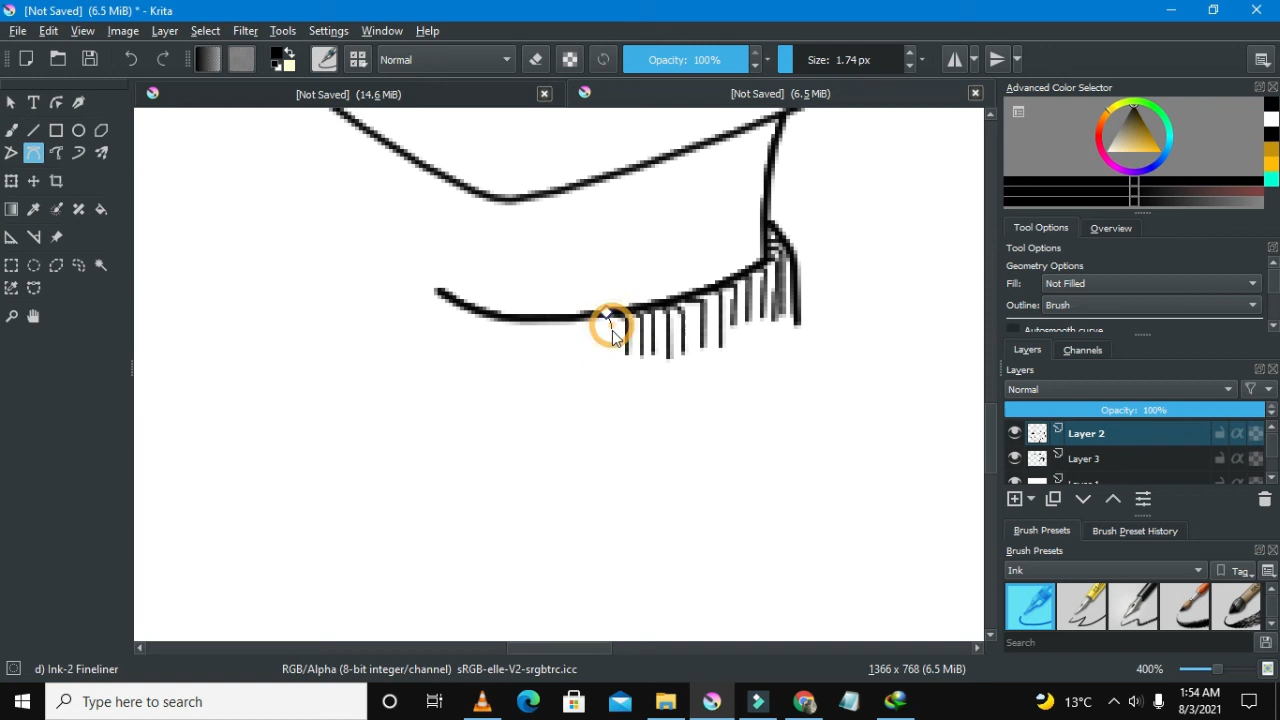 [Not Saved] (6.5 MiB) * - Krita
File Edit View Image Layer Select Filter Tools Settings Window Help
Normal Opacity: 100% Size: 1.74 px
[Not Saved] (14.6 MiB) [Not Saved] (6.5 MiB)
Advanced Color Selector
Tool Options Overview
Tool Options
Geometry Options
Fill: Not Filled
Outline: Brush
Autosmooth curve
Layers Channels
Layers
Normal
Opacity: 100%
Layer 2
Layer 3
Brush Presets Brush Preset History
Brush Presets
Ink Tag
Search
d) Ink-2 Fineliner RGB/Alpha (8-bit integer/channel) sRGB-elle-V2-srgbtrc.icc 1366 x 768 (6.5 MiB) 400%
Type here to search 13°C 1:54 AM
8/3/2021